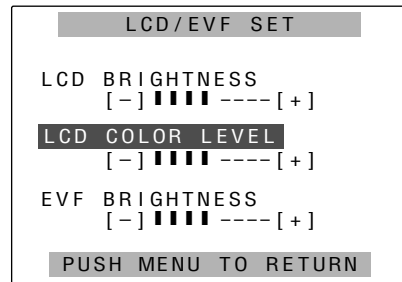 LCD/EVF SET
LCD BRIGHTNESS
[−]▮▮▮▮----[+]
LCD COLOR LEVEL
[−]▮▮▮▮----[+]
EVF BRIGHTNESS
[−]▮▮▮▮----[+]
PUSH MENU TO RETURN